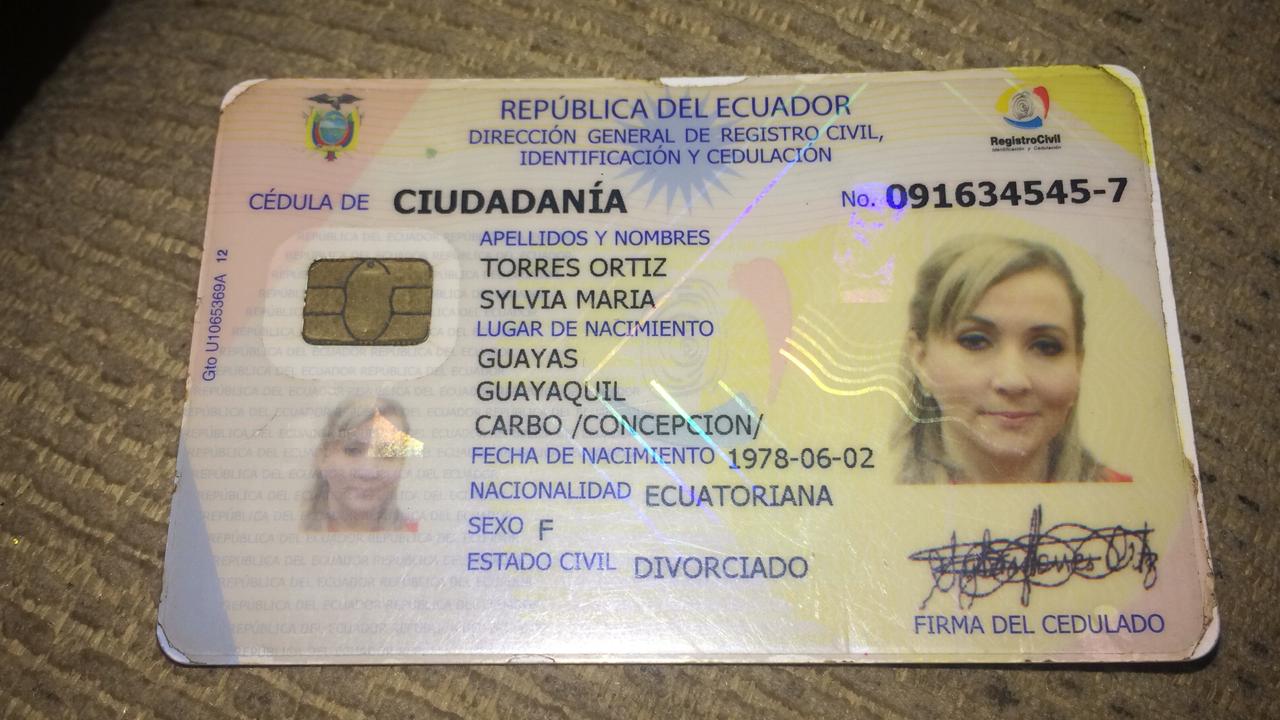 REPÚBLICA DEL ECUADOR
DIRECCIÓN GENERAL DE REGISTRO CIVIL,
IDENTIFICACIÓN Y CEDULACIÓN
RegistroCivil
Identificación y Cedulación
CÉDULA DE CIUDADANÍA
No. 091634545-7
APELLIDOS Y NOMBRES
TORRES ORTIZ
SYLVIA MARIA
LUGAR DE NACIMIENTO
GUAYAS
GUAYAQUIL
CARBO /CONCEPCION/
FECHA DE NACIMIENTO 1978-06-02
NACIONALIDAD ECUATORIANA
SEXO F
ESTADO CIVIL DIVORCIADO
FIRMA DEL CEDULADO
Gto U1065369A 12